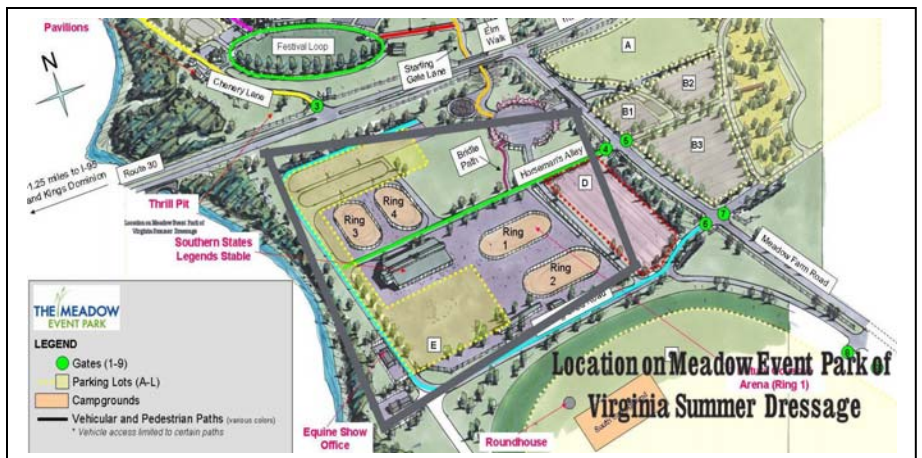 Pavilions
N
Festival Loop
Elm
Walk
Starting
Gate Lane
Chenery Lane
3
A
B2
B1
B3
4
5
Route 30
1.25 miles to I-95
and Kings Dominion
Bridle
Path
Horseman's Alley
D
Thrill Pit
Location on Meadow Event Park of
Virginia Summer Dressage
Ring
3
Ring
4
Ring
1
Ring
2
6
7
Meadow Farm
Road
Southern States
Legends Stable
Road
E
THE MEADOW
EVENT PARK
LEGEND
Gates (1-9)
Parking Lots (A-L)
Campgrounds
Vehicular and Pedestrian Paths (various colors)
* Vehicle access limited to certain paths
Equine Show
Office
Location on Meadow Event Park of
Arena (Ring 1)
Virginia Summer Dressage
Roundhouse
South